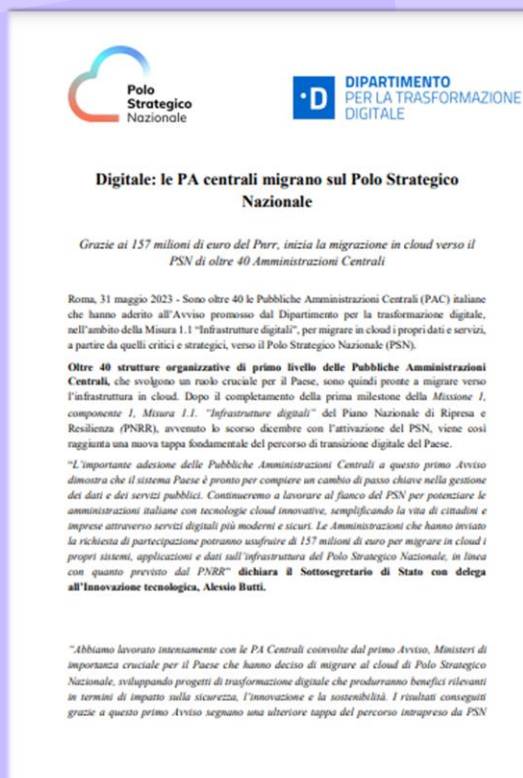 Polo
Strategico
Nazionale
·D
DIPARTIMENTO
PER LA TRASFORMAZIONE
DIGITALE
Digitale: le PA centrali migrano sul Polo Strategico
Nazionale
Grazie ai 157 milioni di euro del Pnrr, inizia la migrazione in cloud verso il
PSN di oltre 40 Amministrazioni Centrali
Roma, 31 maggio 2023 - Sono oltre 40 le Pubbliche Amministrazioni Centrali (PAC) italiane
che hanno aderito all'Avviso promosso dal Dipartimento per la trasformazione digitale,
nell'ambito della Misura 1.1 "Infrastrutture digitali", per migrare in cloud i propri dati e servizi,
a partire da quelli critici e strategici, verso il Polo Strategico Nazionale (PSN).
Oltre 40 strutture organizzative di primo livello delle Pubbliche Amministrazioni
Centrali, che svolgono un ruolo cruciale per il Paese, sono quindi pronte a migrare verso
l'infrastruttura in cloud. Dopo il completamento della prima milestone della Missione 1,
componente 1, Misura 1.1. "Infrastrutture digitali" del Piano Nazionale di Ripresa e
Resilienza (PNRR), avvenuto lo scorso dicembre con l'attivazione del PSN, viene così
raggiunta una nuova tappa fondamentale del percorso di transizione digitale del Paese.
"L'importante adesione delle Pubbliche Amministrazioni Centrali a questo primo Avviso
dimostra che il sistema Paese è pronto per compiere un cambio di passo chiave nella gestione
dei dati e dei servizi pubblici. Continueremo a lavorare al fianco del PSN per potenziare le
amministrazioni italiane con tecnologie cloud innovative, semplificando la vita di cittadini e
imprese attraverso servizi digitali più moderni e sicuri. Le Amministrazioni che hanno inviato
la richiesta di partecipazione potranno usufruire di 157 milioni di euro per migrare in cloud i
propri sistemi, applicazioni e dati sull'infrastruttura del Polo Strategico Nazionale, in linea
con quanto previsto dal PNRR" dichiara il Sottosegretario di Stato con delega
all'Innovazione tecnologica, Alessio Butti.
"Abbiamo lavorato intensamente con le PA Centrali coinvolte dal primo Avviso, Ministeri di
importanza cruciale per il Paese che hanno deciso di migrare al cloud di Polo Strategico
Nazionale, sviluppando progetti di trasformazione digitale che produrranno benefici rilevanti
in termini di impatto sulla sicurezza, l'innovazione e la sostenibilità. I risultati conseguiti
grazie a questo primo Avviso segnano una ulteriore tappa del percorso intrapreso da PSN